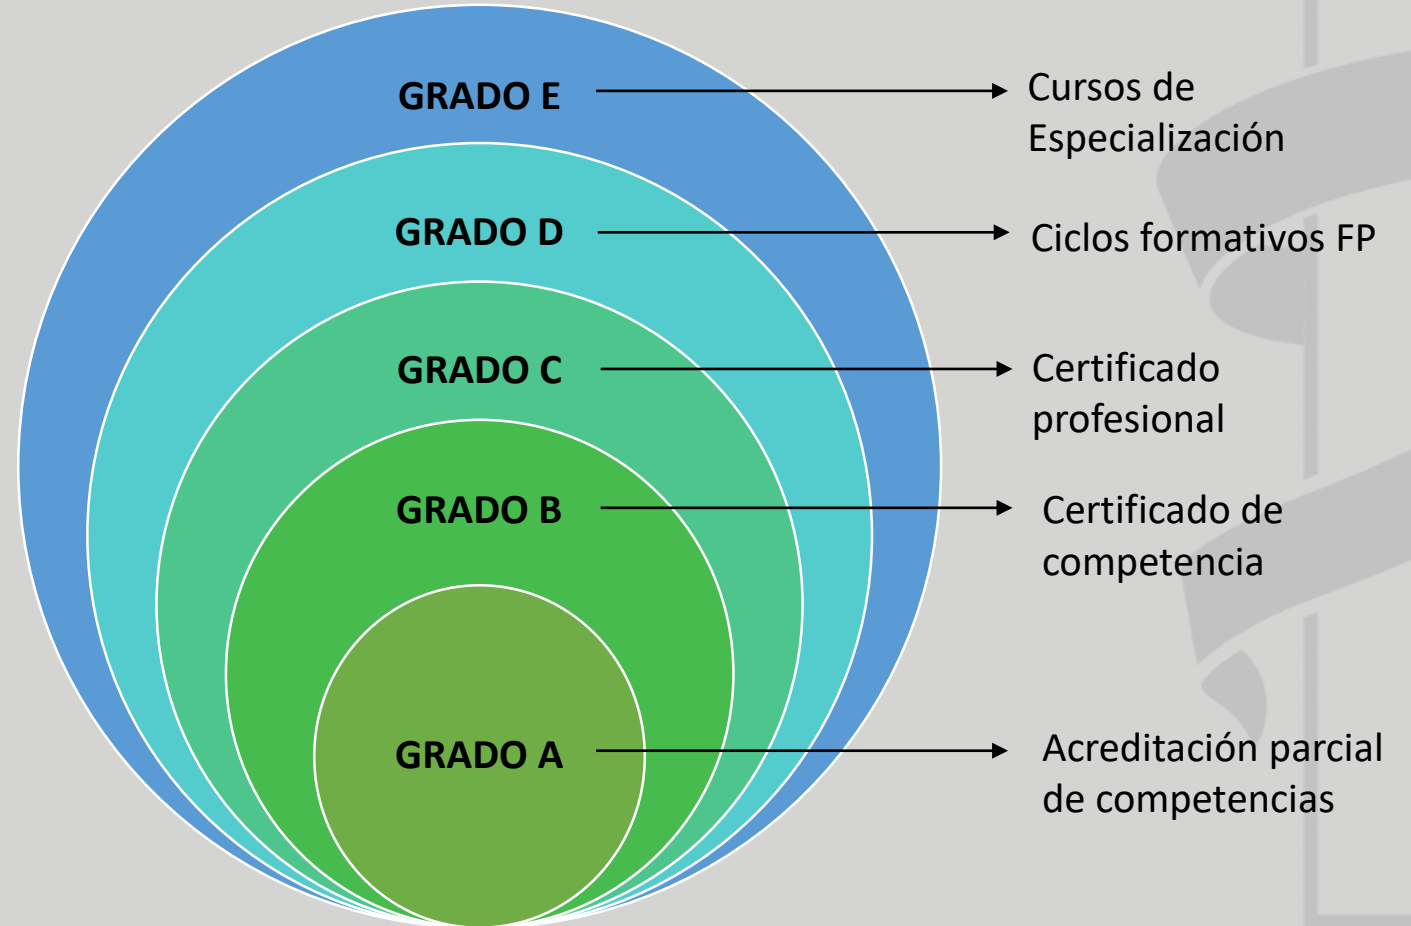 GRADO E
Cursos de
Especialización
GRADO D
Ciclos formativos FP
GRADO C
Certificado
profesional
GRADO B
Certificado de
competencia
GRADO A
Acreditación parcial
de competencias